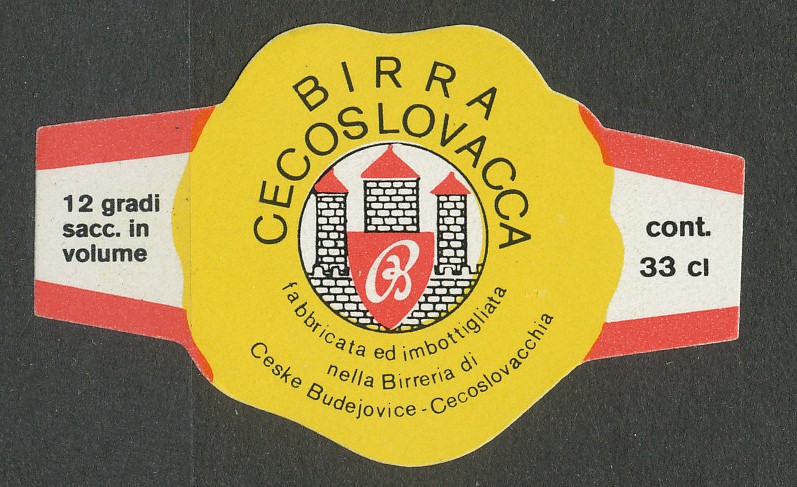 BIRRA
CECOSLOVACCA
12 gradi
sacc. in
volume
B
cont.
33 cl
fabbricata ed imbottigliata
nella Birreria di
Ceske Budejovice - Cecoslovacchia